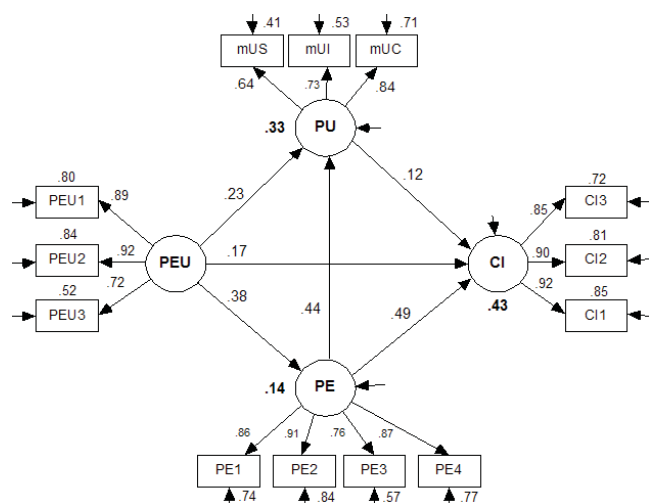 .41 .53 .71
mUS mUI mUC
.64 .73 .84
.33 PU
.80
PEU1 .89
.23 .12
.72
.85 CI3
.84
PEU2 .92
PEU .17
CI .90 .81
CI2
.52
PEU3 .72
.38 .44 .49
.43
.92 .85
CI1
.14 PE
.86 .91 .76 .87
PE1 PE2 PE3 PE4
.74 .84 .57 .77